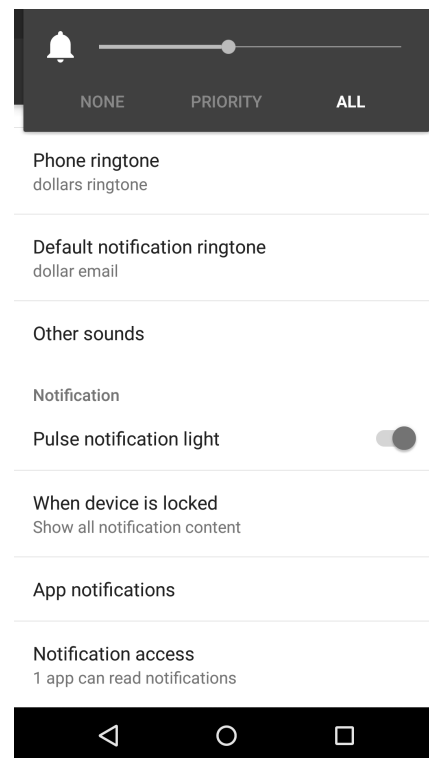 NONE PRIORITY ALL
Phone ringtone
dollars ringtone
Default notification ringtone
dollar email
Other sounds
Notification
Pulse notification light
When device is locked
Show all notification content
App notifications
Notification access
1 app can read notifications